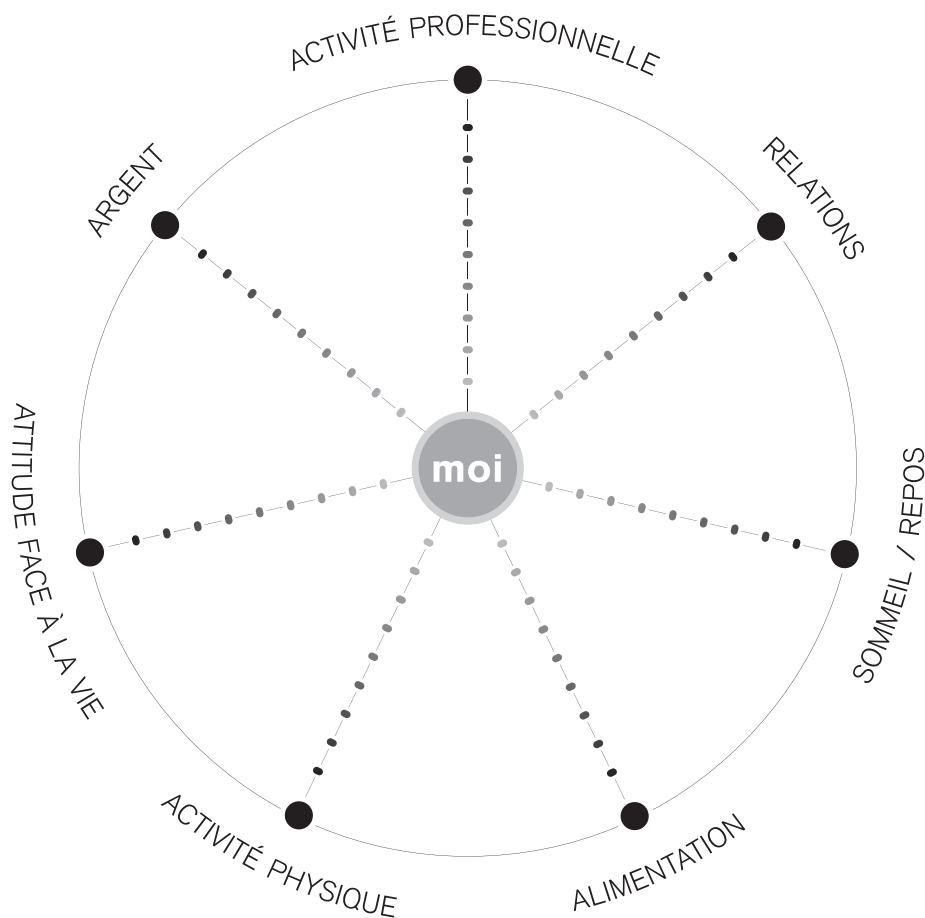 ACTIVITÉ PROFESSIONNELLE
RELATIONS
SOMMEIL / REPOS
ALIMENTATION
ACTIVITÉ PHYSIQUE
ATTITUDE FACE À LA VIE
ARGENT
moi